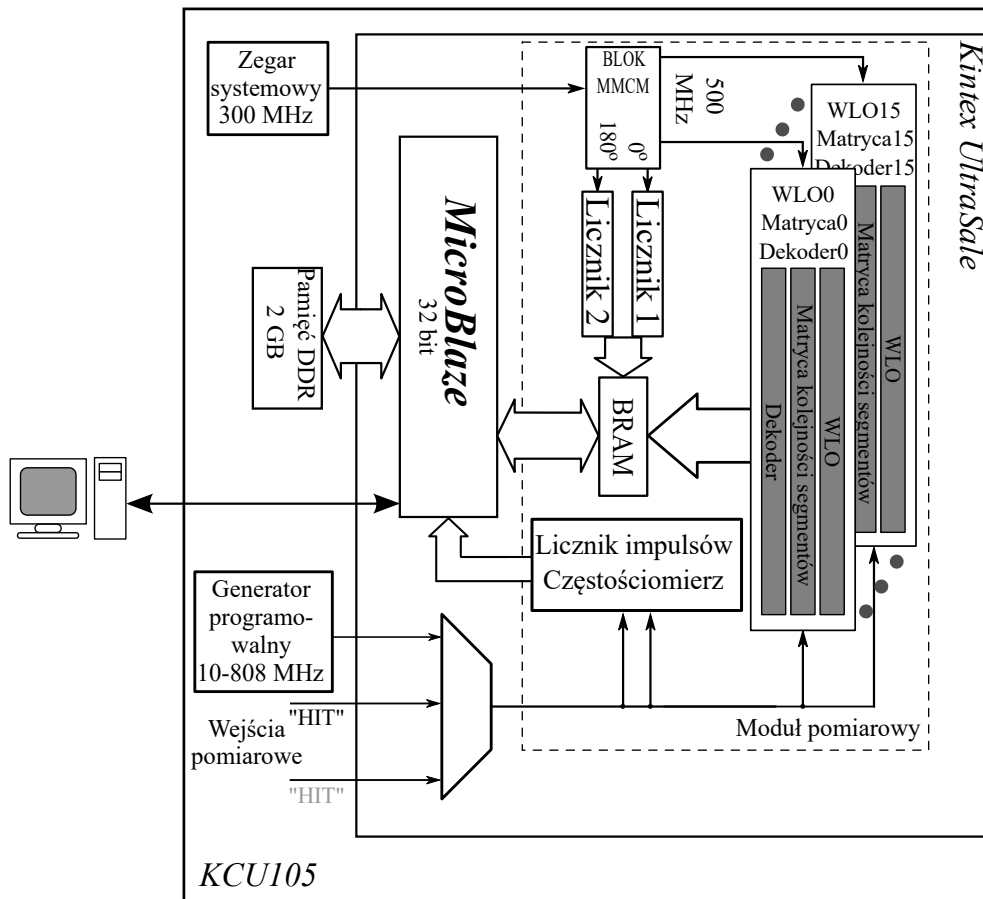 Zegar
systemowy
300 MHz
BLOK
MMCM
180º
0º
500
MHz
Kintex UltraSale
WLO15
Matryca15
Dekoder15
WLO0
Matryca0
Dekoder0
Licznik 2
Licznik 1
MicroBlaze
32 bit
Pamięć DDR
2 GB
BRAM
Dekoder
Matryca kolejności segmentów
WLO
Matryca kolejności segmentów
WLO
Licznik impulsów
Częstościomierz
Generator
programo-
walny
10-808 MHz
"HIT"
Wejścia
pomiarowe
"HIT"
Moduł pomiarowy
KCU105